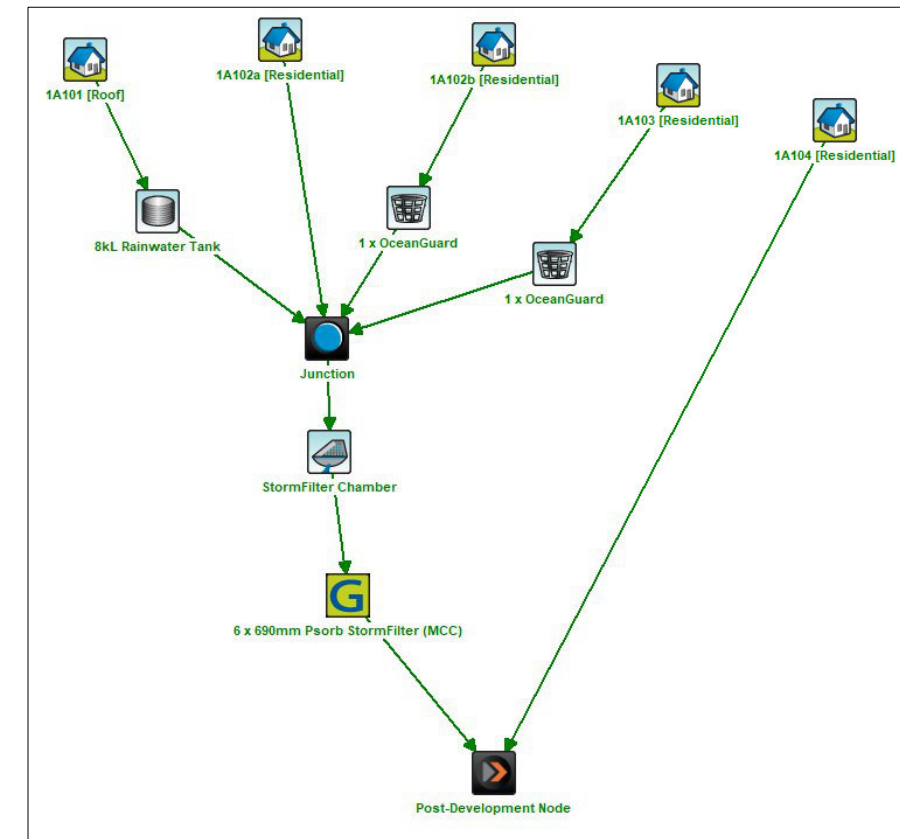 1A101 [Roof]
1A102a [Residential]
1A102b [Residential]
1A103 [Residential]
1A104 [Residential]
8kL Rainwater Tank
1 x OceanGuard
1 x OceanGuard
Junction
StormFilter Chamber
G
6 x 690mm Psorb StormFilter (MCC)
Post-Development Node